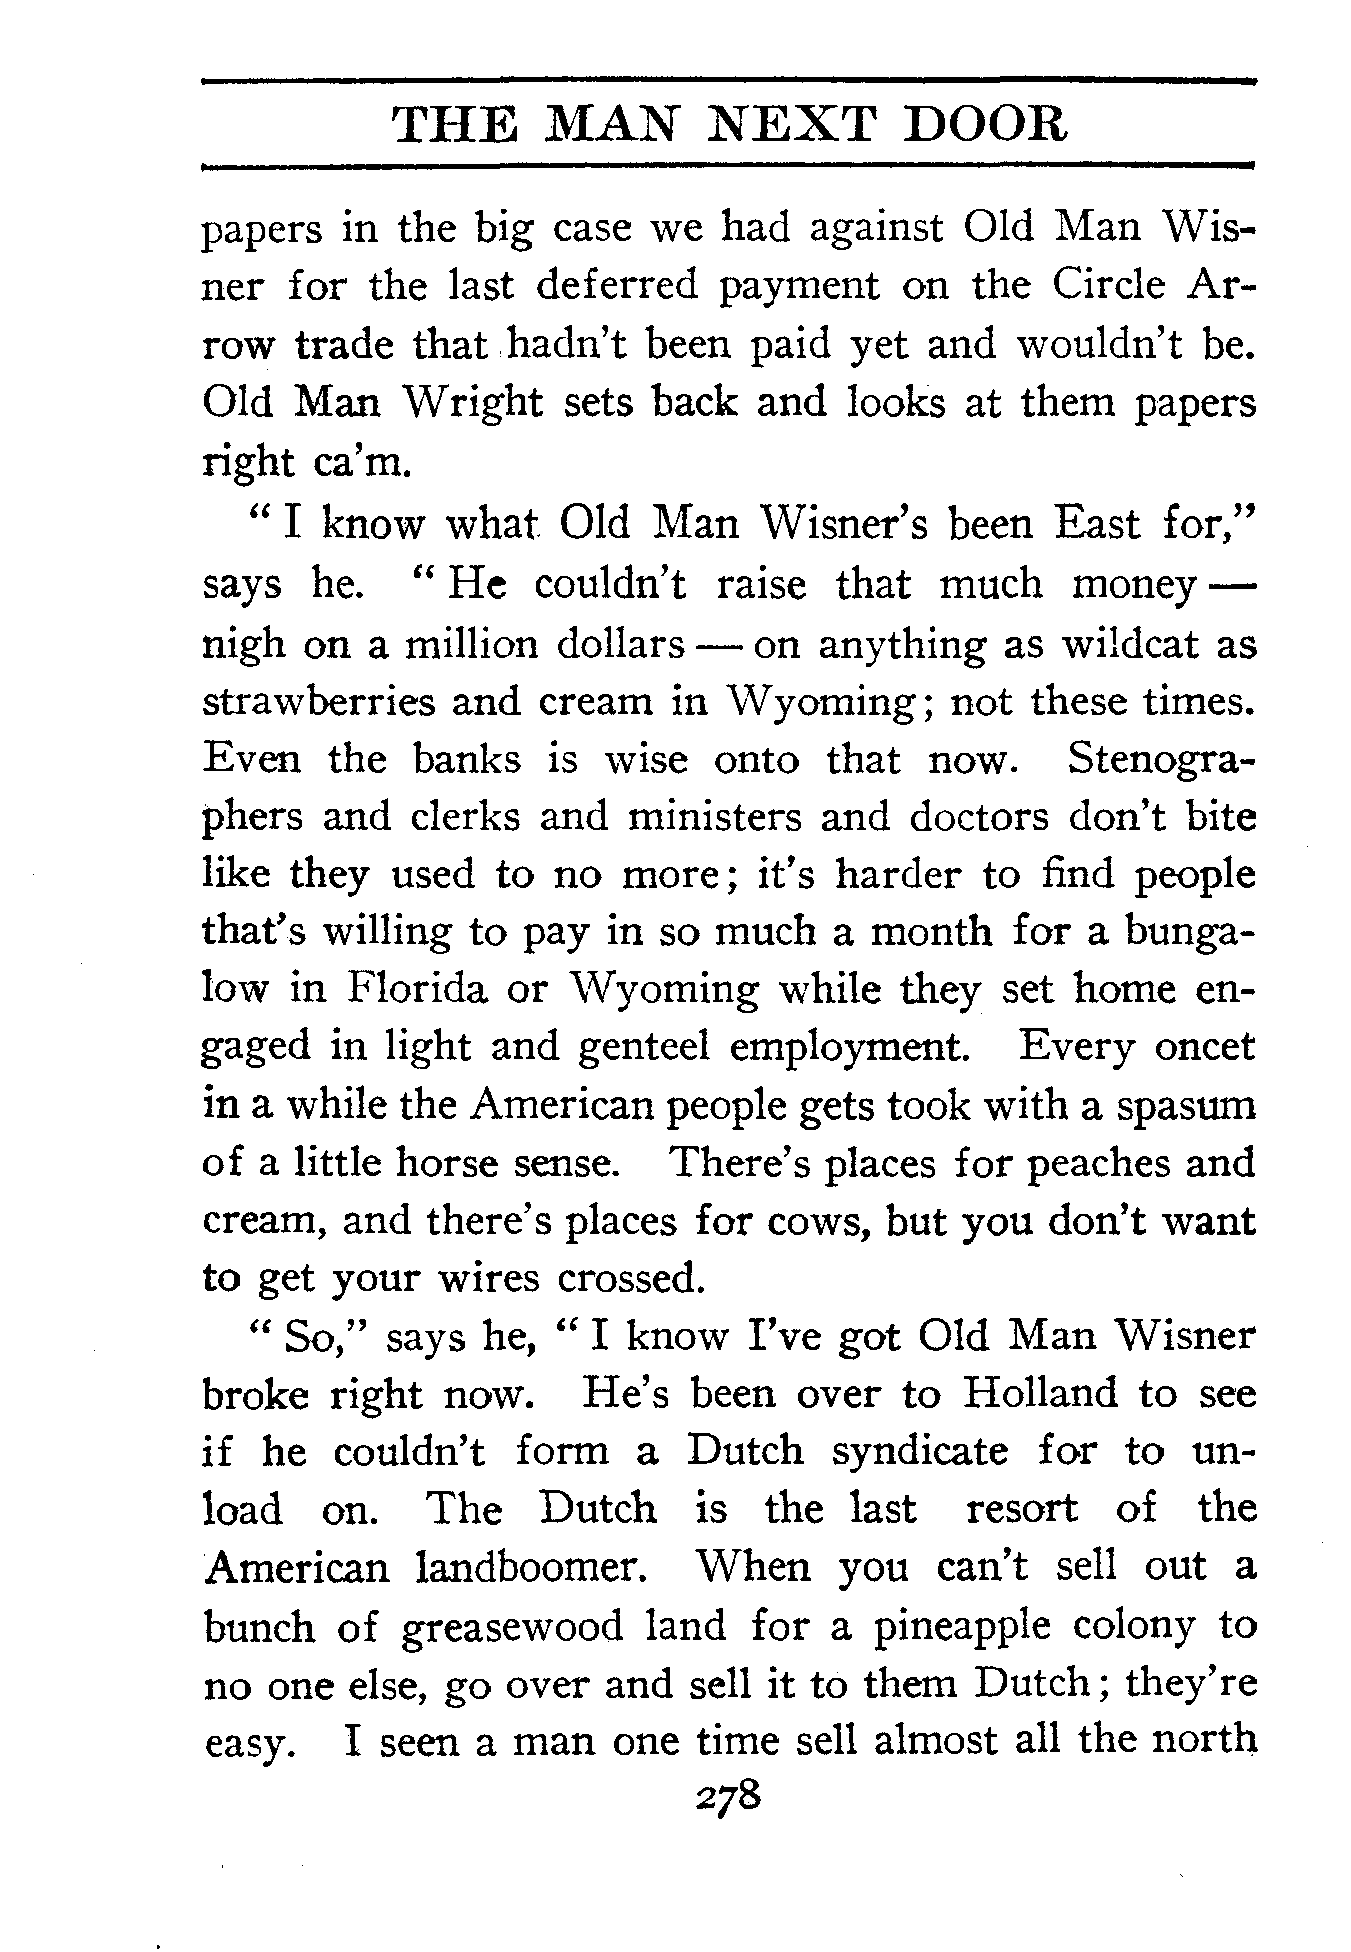 THE MAN NEXT DOOR
papers in the big case we had against Old Man Wis-
ner for the last deferred payment on the Circle Ar-
row trade that hadn't been paid yet and wouldn't be.
Old Man Wright sets back and looks at them papers
right ca'm.
“ I know what Old Man Wisner's been East for,”
says he. “ He couldn't raise that much money —
nigh on a million dollars — on anything as wildcat as
strawberries and cream in Wyoming; not these times.
Even the banks is wise onto that now. Stenogra-
phers and clerks and ministers and doctors don't bite
like they used to no more; it's harder to find people
that's willing to pay in so much a month for a bunga-
low in Florida or Wyoming while they set home en-
gaged in light and genteel employment. Every oncet
in a while the American people gets took with a spasum
of a little horse sense. There's places for peaches and
cream, and there's places for cows, but you don't want
to get your wires crossed.
“ So,” says he, “ I know I've got Old Man Wisner
broke right now. He's been over to Holland to see
if he couldn't form a Dutch syndicate for to un-
load on. The Dutch is the last resort of the
American landboomer. When you can't sell out a
bunch of greasewood land for a pineapple colony to
no one else, go over and sell it to them Dutch; they're
easy. I seen a man one time sell almost all the north
278